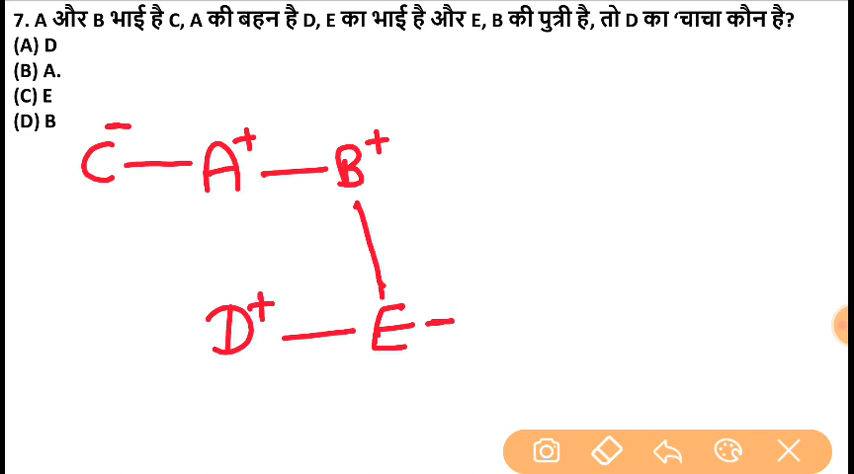 7. A और B भाई है C, A की बहन है D, E का भाई है और E, B की पुत्री है, तो D का ‘चाचा कौन है?
(A) D
(B) A.
(C) E
(D) B
C̄ — A⁺ — B⁺
D⁺ — E -